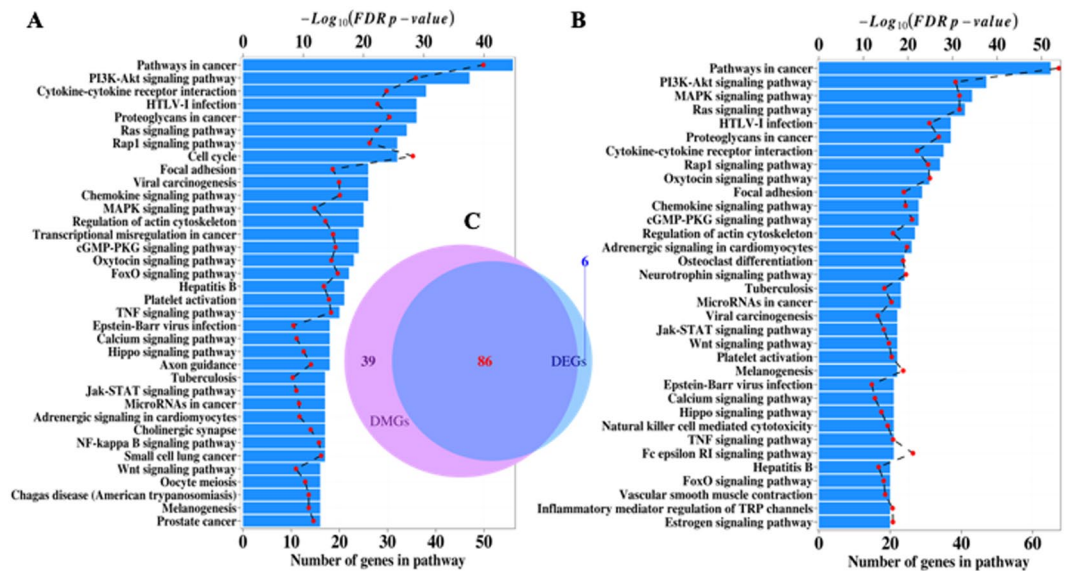 A
−Log10(FDR p−value)
0 10 20 30 40
Pathways in cancer
PI3K-Akt signaling pathway
Cytokine-cytokine receptor interaction
HTLV-I infection
Proteoglycans in cancer
Ras signaling pathway
Rap1 signaling pathway
Cell cycle
Focal adhesion
Viral carcinogenesis
Chemokine signaling pathway
MAPK signaling pathway
Regulation of actin cytoskeleton
Transcriptional misregulation in cancer
cGMP-PKG signaling pathway
Oxytocin signaling pathway
FoxO signaling pathway
Hepatitis B
Platelet activation
TNF signaling pathway
Epstein-Barr virus infection
Calcium signaling pathway
Hippo signaling pathway
Axon guidance
Tuberculosis
Jak-STAT signaling pathway
MicroRNAs in cancer
Adrenergic signaling in cardiomyocytes
Cholinergic synapse
NF-kappa B signaling pathway
Small cell lung cancer
Wnt signaling pathway
Oocyte meiosis
Chagas disease (American trypanosomiasis)
Melanogenesis
Prostate cancer
0 10 20 30 40 50
Number of genes in pathway
C
6
39
86
DEGs
DMGs
B
−Log10(FDR p−value)
0 10 20 30 40 50
Pathways in cancer
PI3K-Akt signaling pathway
MAPK signaling pathway
Ras signaling pathway
HTLV-I infection
Proteoglycans in cancer
Cytokine-cytokine receptor interaction
Rap1 signaling pathway
Oxytocin signaling pathway
Focal adhesion
Chemokine signaling pathway
cGMP-PKG signaling pathway
Regulation of actin cytoskeleton
Adrenergic signaling in cardiomyocytes
Osteoclast differentiation
Neurotrophin signaling pathway
Tuberculosis
MicroRNAs in cancer
Viral carcinogenesis
Jak-STAT signaling pathway
Wnt signaling pathway
Platelet activation
Melanogenesis
Epstein-Barr virus infection
Calcium signaling pathway
Hippo signaling pathway
Natural killer cell mediated cytotoxicity
TNF signaling pathway
Fc epsilon RI signaling pathway
Hepatitis B
FoxO signaling pathway
Vascular smooth muscle contraction
Inflammatory mediator regulation of TRP channels
Estrogen signaling pathway
0 20 40 60
Number of genes in pathway